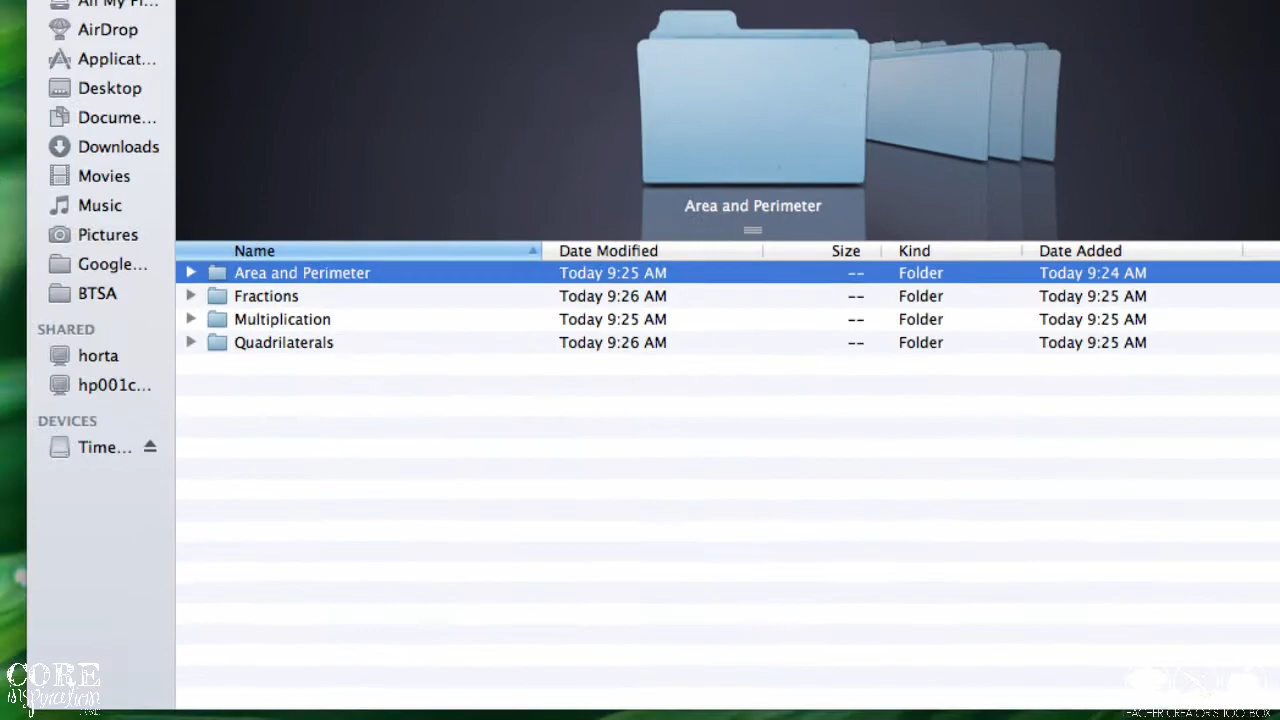 AirDrop
Applicat...
Desktop
Docume...
Downloads
Movies
Music
Pictures
Google...
BTSA
SHARED
horta
hp001c...
DEVICES
Time...
Area and Perimeter
Name Date Modified Size Kind Date Added
Area and Perimeter Today 9:25 AM -- Folder Today 9:24 AM
Fractions Today 9:26 AM -- Folder Today 9:25 AM
Multiplication Today 9:25 AM -- Folder Today 9:25 AM
Quadrilaterals Today 9:26 AM -- Folder Today 9:25 AM
CORE
inspiration